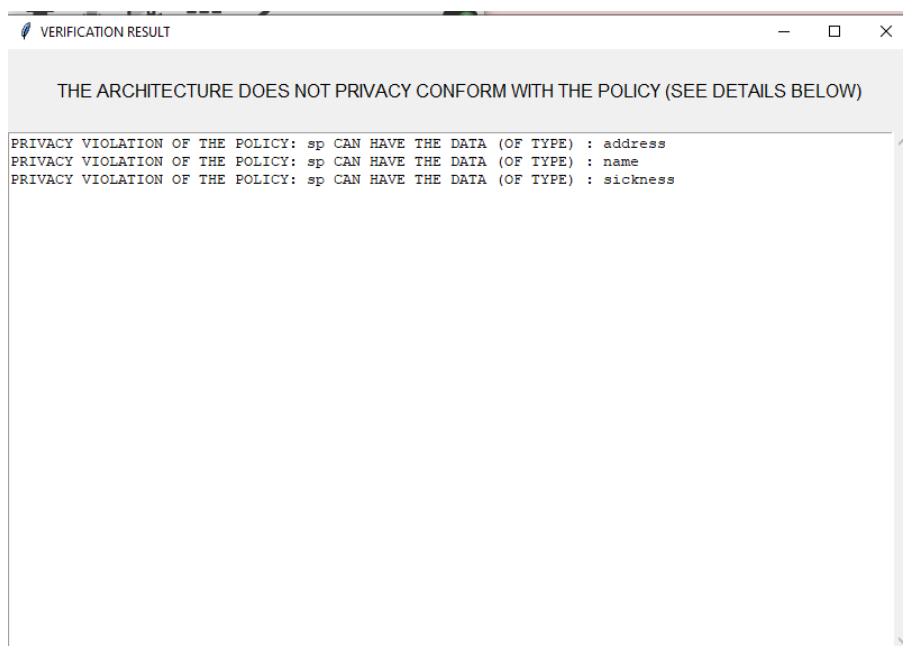 VERIFICATION RESULT
THE ARCHITECTURE DOES NOT PRIVACY CONFORM WITH THE POLICY (SEE DETAILS BELOW)
PRIVACY VIOLATION OF THE POLICY: sp CAN HAVE THE DATA (OF TYPE) : address
PRIVACY VIOLATION OF THE POLICY: sp CAN HAVE THE DATA (OF TYPE) : name
PRIVACY VIOLATION OF THE POLICY: sp CAN HAVE THE DATA (OF TYPE) : sickness